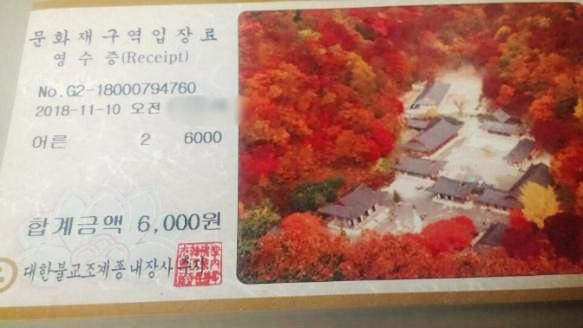 문화재구역입장료
영 수 증(Receipt)
No.G2-18000794760
2018-11-10 오전
어른 2 6000
합계금액 6,000원
대한불교조계종내장사